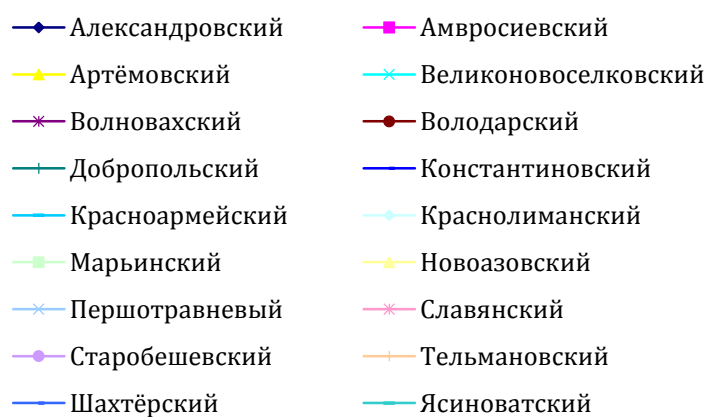 Александровский Амвросиевский
Артёмовский Великоновоселковский
Волновахский Володарский
Добропольский Константиновский
Красноармейский Краснолиманский
Марьинский Новоазовский
Першотравневый Славянский
Старобешевский Тельмановский
Шахтёрский Ясиноватский